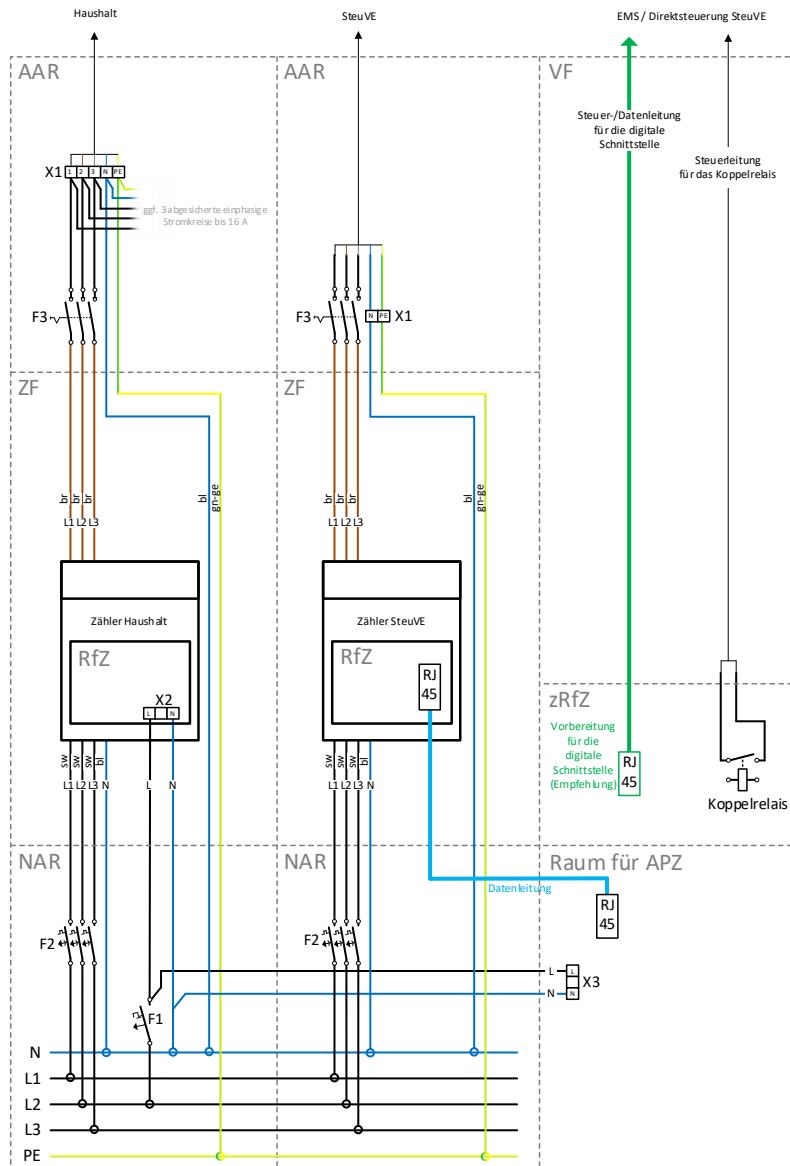 Haushalt
SteuVE
EMS / Direktsteuerung SteuVE
AAR
AAR
VF
Steuer-/Datenleitung
für die digitale
Schnittstelle
Steuerleitung
für das Koppelrelais
X1
1 2 3 N PE
ggf. 3 abgesicherte einphasige
Stromkreise bis 16 A
F3
F3
N PE
X1
ZF
ZF
br
br
br
bl
gn-ge
br
br
br
bl
gn-ge
L1 L2 L3
L1 L2 L3
Zähler Haushalt
Zähler SteuVE
RfZ
RfZ
RJ
45
X2
L N
zRfZ
Vorbereitung
für die
digitale
Schnittstelle
(Empfehlung)
RJ
45
Koppelrelais
sw
sw
sw
bl
sw
sw
sw
bl
L1 L2 L3 N
L
N
L1 L2 L3 N
NAR
NAR
Raum für APZ
Datenleitung
RJ
45
F2
F2
L
L
X3
N
N
F1
N
L1
L2
L3
PE